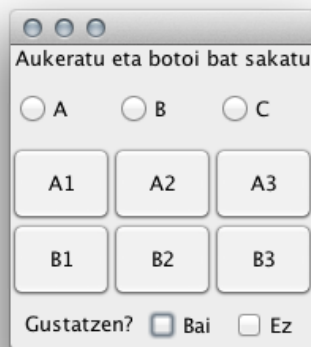 Aukeratu eta botoi bat sakatu
A B C
A1 A2 A3
B1 B2 B3
Gustatzen? Bai Ez